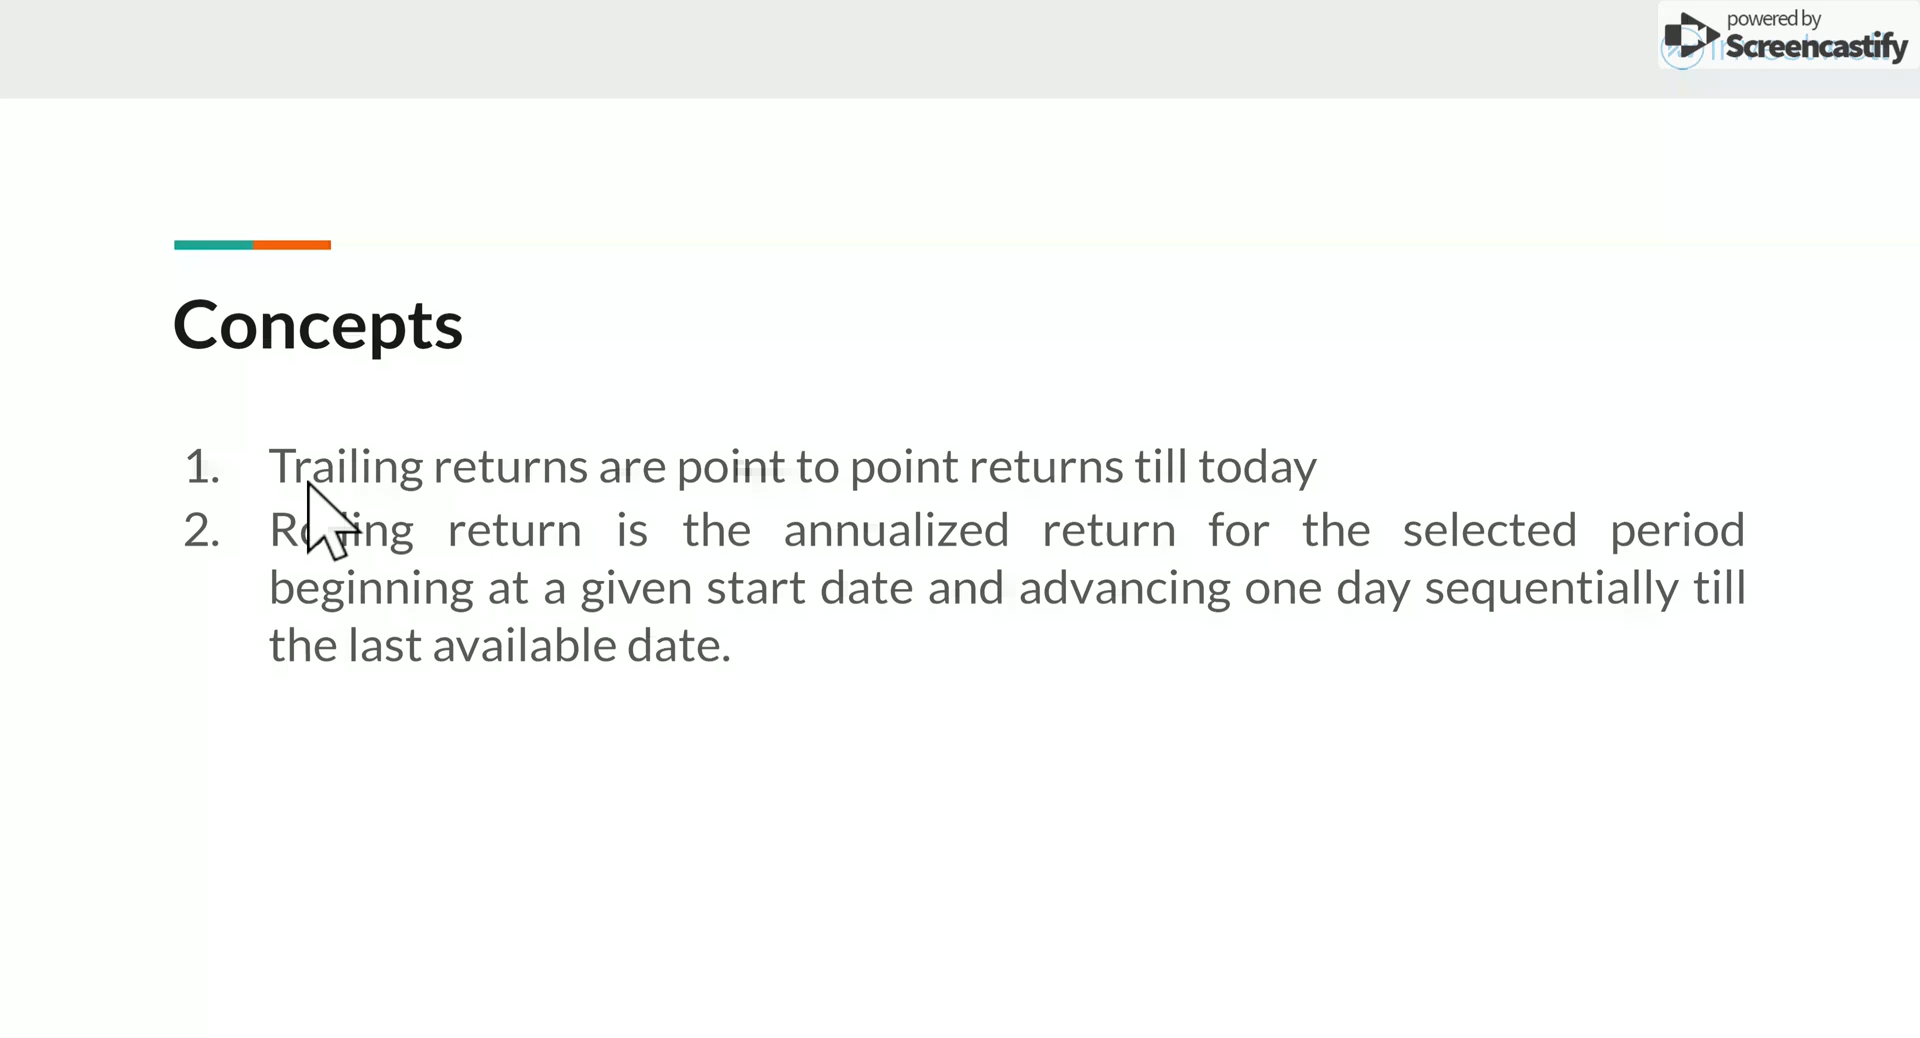 powered by
Screencastify
Concepts
1. Trailing returns are point to point returns till today
2. Rolling return is the annualized return for the selected period
beginning at a given start date and advancing one day sequentially till
the last available date.